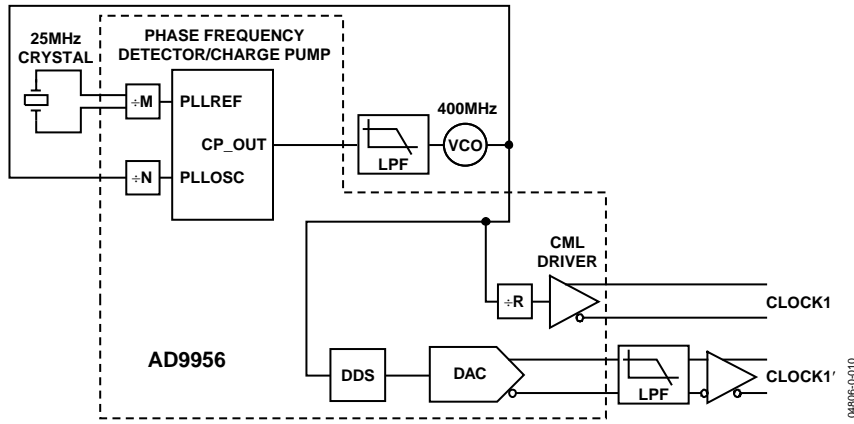 25MHz
CRYSTAL
PHASE FREQUENCY
DETECTOR/CHARGE PUMP
÷M
PLLREF
400MHz
CP_OUT
VCO
LPF
÷N
PLLOSC
CML
DRIVER
÷R
CLOCK1
AD9956
DDS
DAC
LPF
CLOCK1′
04806-0-010